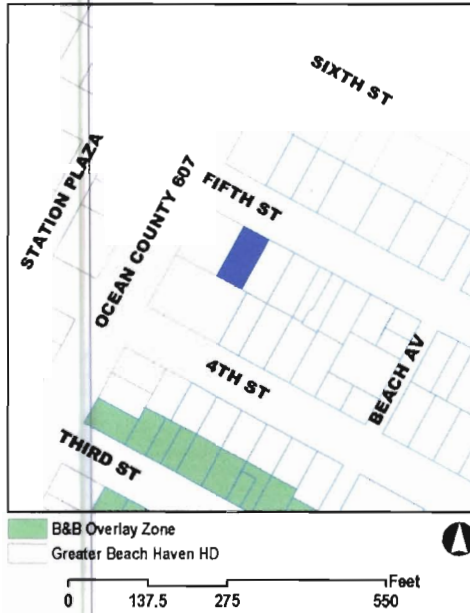 SIXTH ST
STATION PLAZA
OCEAN COUNTY 607
FIFTH ST
4TH ST
BEACH AV
THIRD ST
B&B Overlay Zone
Greater Beach Haven HD
Feet
0 137.5 275 550